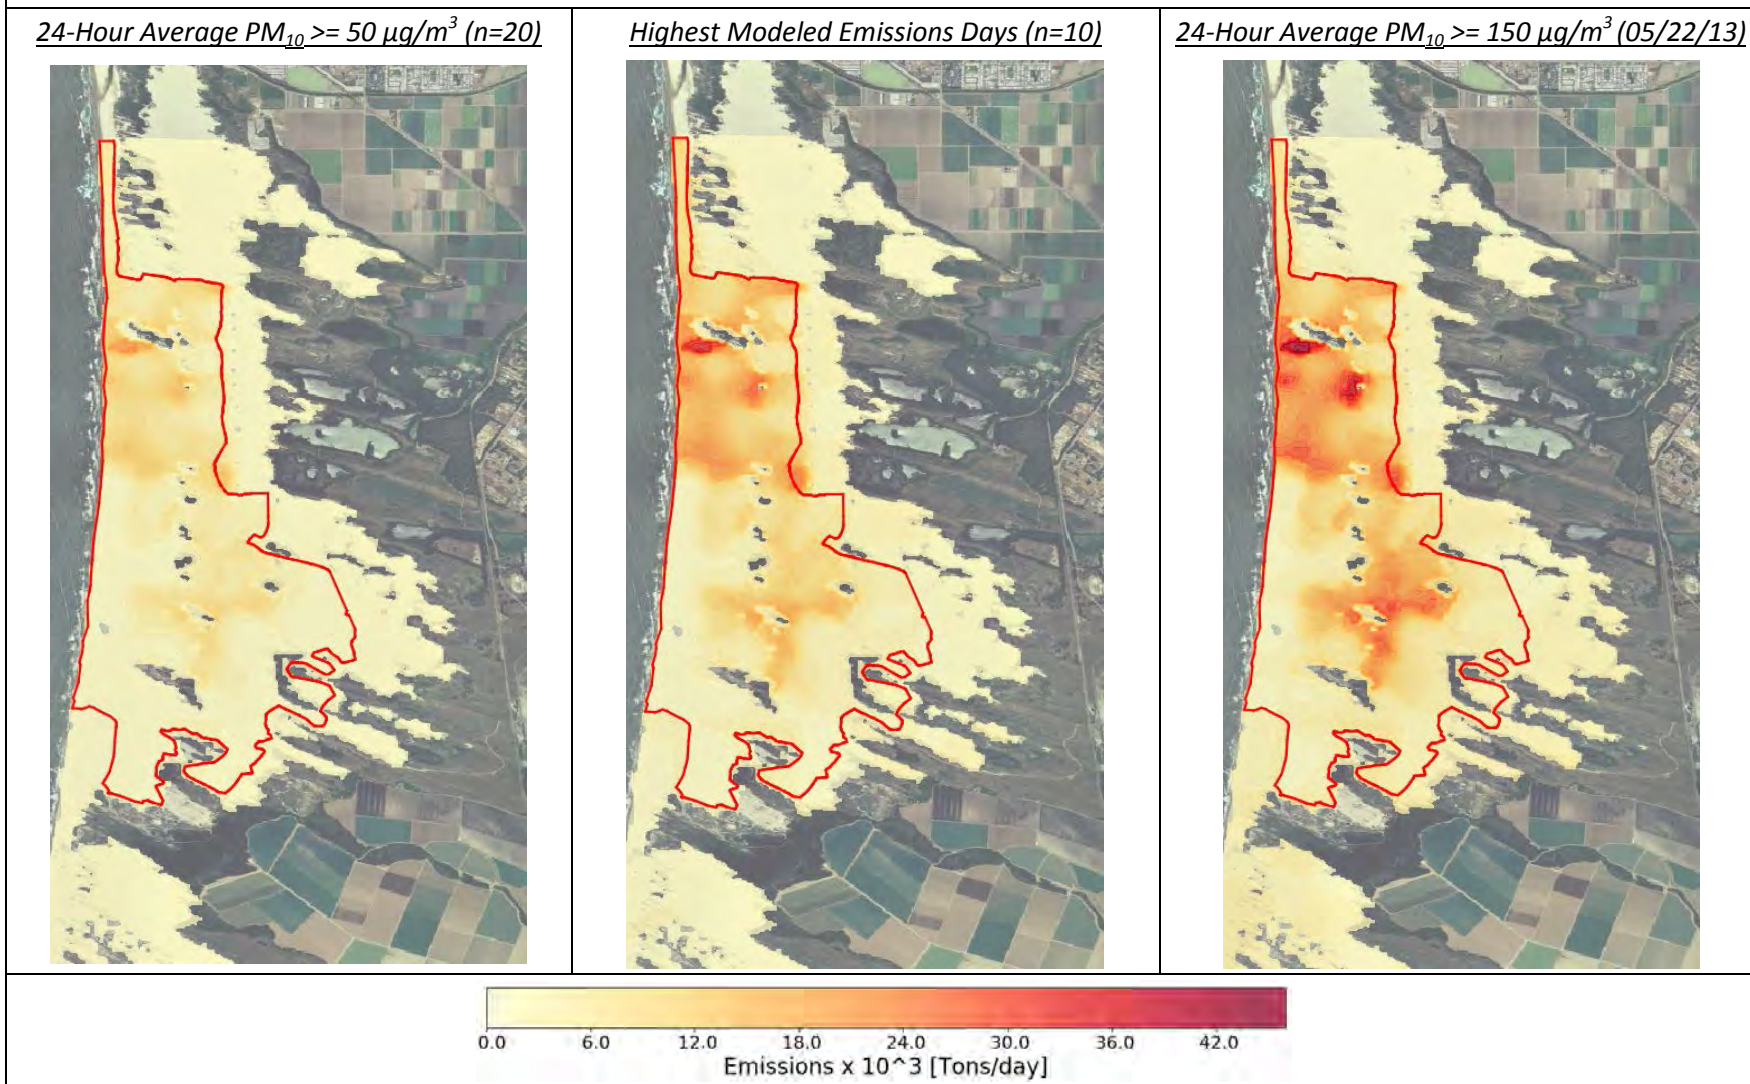 24-Hour Average PM₁₀ >= 50 µg/m³ (n=20)
Highest Modeled Emissions Days (n=10)
24-Hour Average PM₁₀ >= 150 µg/m³ (05/22/13)
0.0 6.0 12.0 18.0 24.0 30.0 36.0 42.0
Emissions x 10^3 [Tons/day]